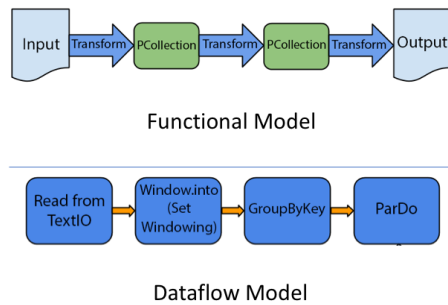 Input Transform PCollection Transform PCollection Transform Output
Functional Model
Read from Window.into GroupByKey ParDo
TextIO (Set
Windowing)
Dataflow Model